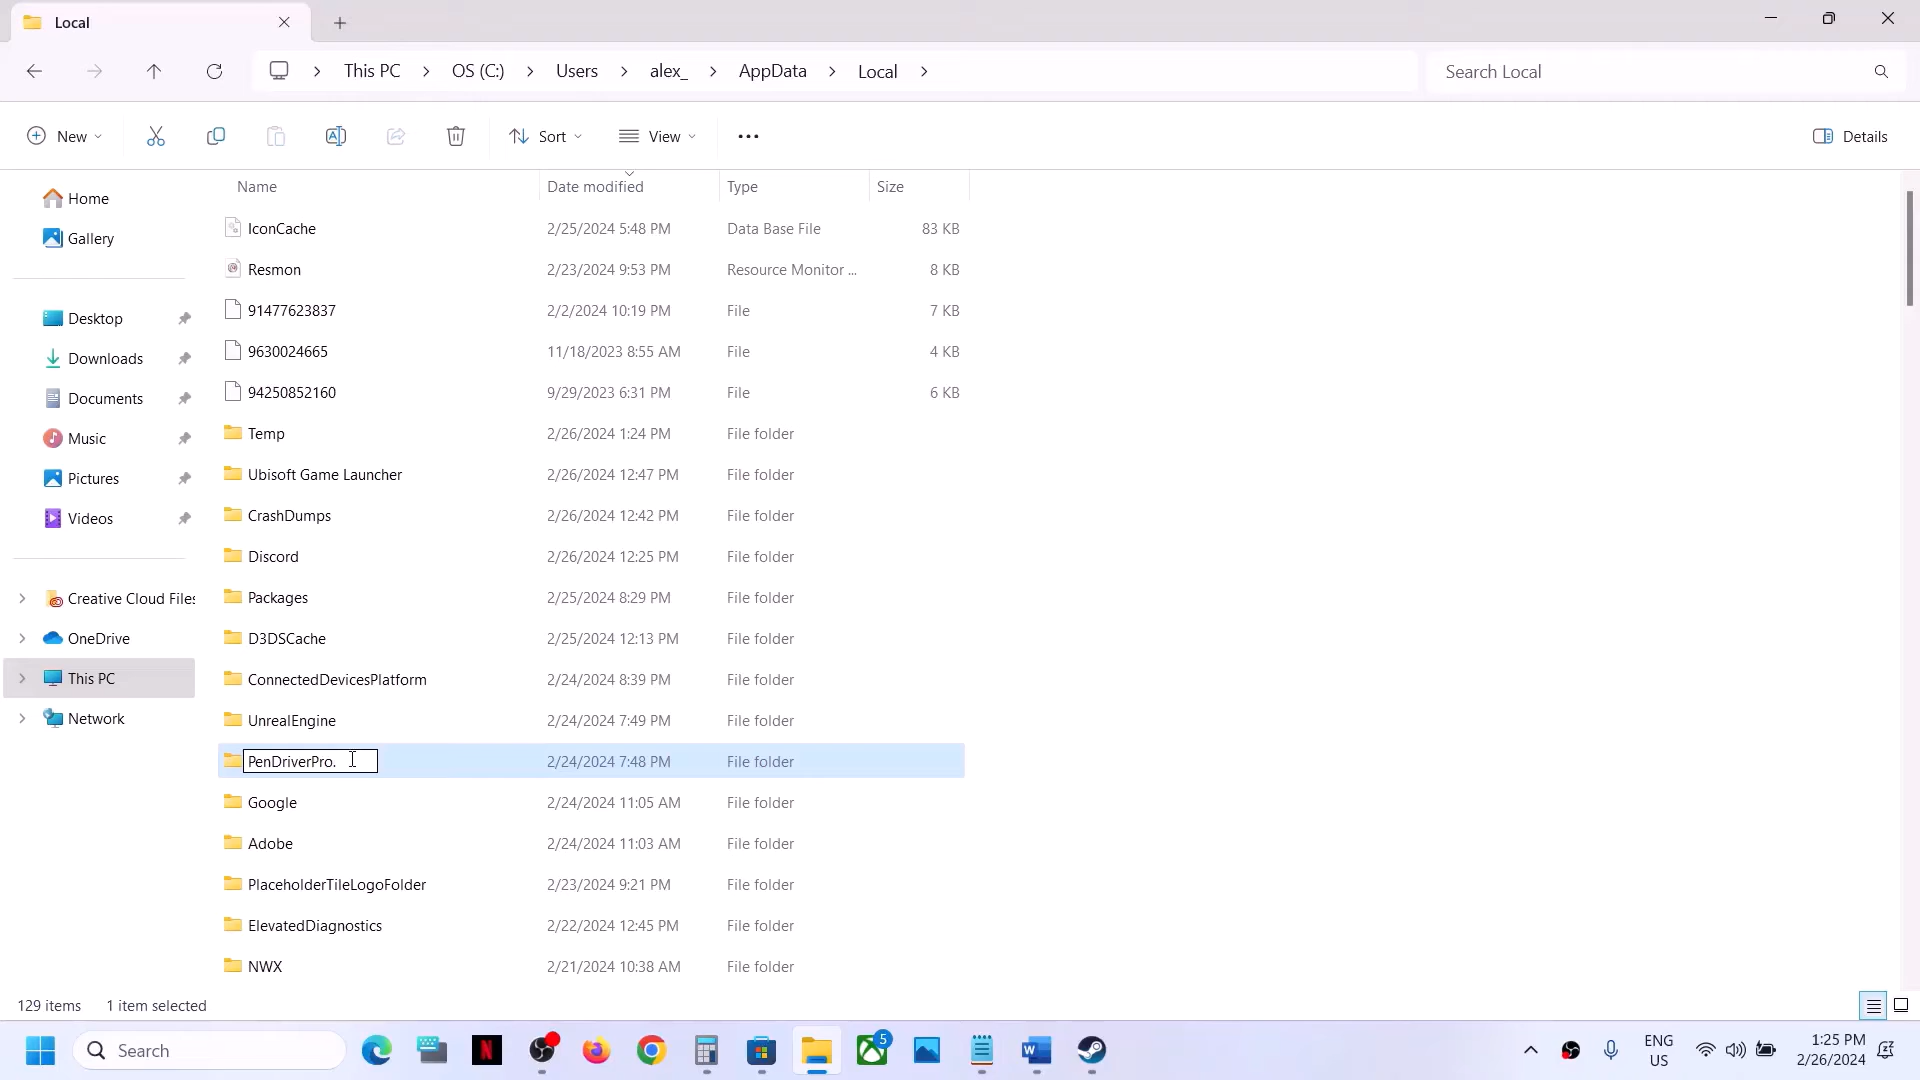 Local
This PC
OS (C:)
Users
alex_
AppData
Local
Search Local
New
Sort
View
Details
Name
Date modified
Type
Size
Home
Gallery
Desktop
Downloads
Documents
Music
Pictures
Videos
Creative Cloud Files
OneDrive
This PC
Network
IconCache 2/25/2024 5:48 PM Data Base File 83 KB
Resmon 2/23/2024 9:53 PM Resource Monitor ... 8 KB
91477623837 2/2/2024 10:19 PM File 7 KB
9630024665 11/18/2023 8:55 AM File 4 KB
94250852160 9/29/2023 6:31 PM File 6 KB
Temp 2/26/2024 1:24 PM File folder
Ubisoft Game Launcher 2/26/2024 12:47 PM File folder
CrashDumps 2/26/2024 12:42 PM File folder
Discord 2/26/2024 12:25 PM File folder
Packages 2/25/2024 8:29 PM File folder
D3DSCache 2/25/2024 12:13 PM File folder
ConnectedDevicesPlatform 2/24/2024 8:39 PM File folder
UnrealEngine 2/24/2024 7:49 PM File folder
PenDriverPro. 2/24/2024 7:48 PM File folder
Google 2/24/2024 11:05 AM File folder
Adobe 2/24/2024 11:03 AM File folder
PlaceholderTileLogoFolder 2/23/2024 9:21 PM File folder
ElevatedDiagnostics 2/22/2024 12:45 PM File folder
NWX 2/21/2024 10:38 AM File folder
129 items 1 item selected
Search
5
ENG
US
1:25 PM
2/26/2024